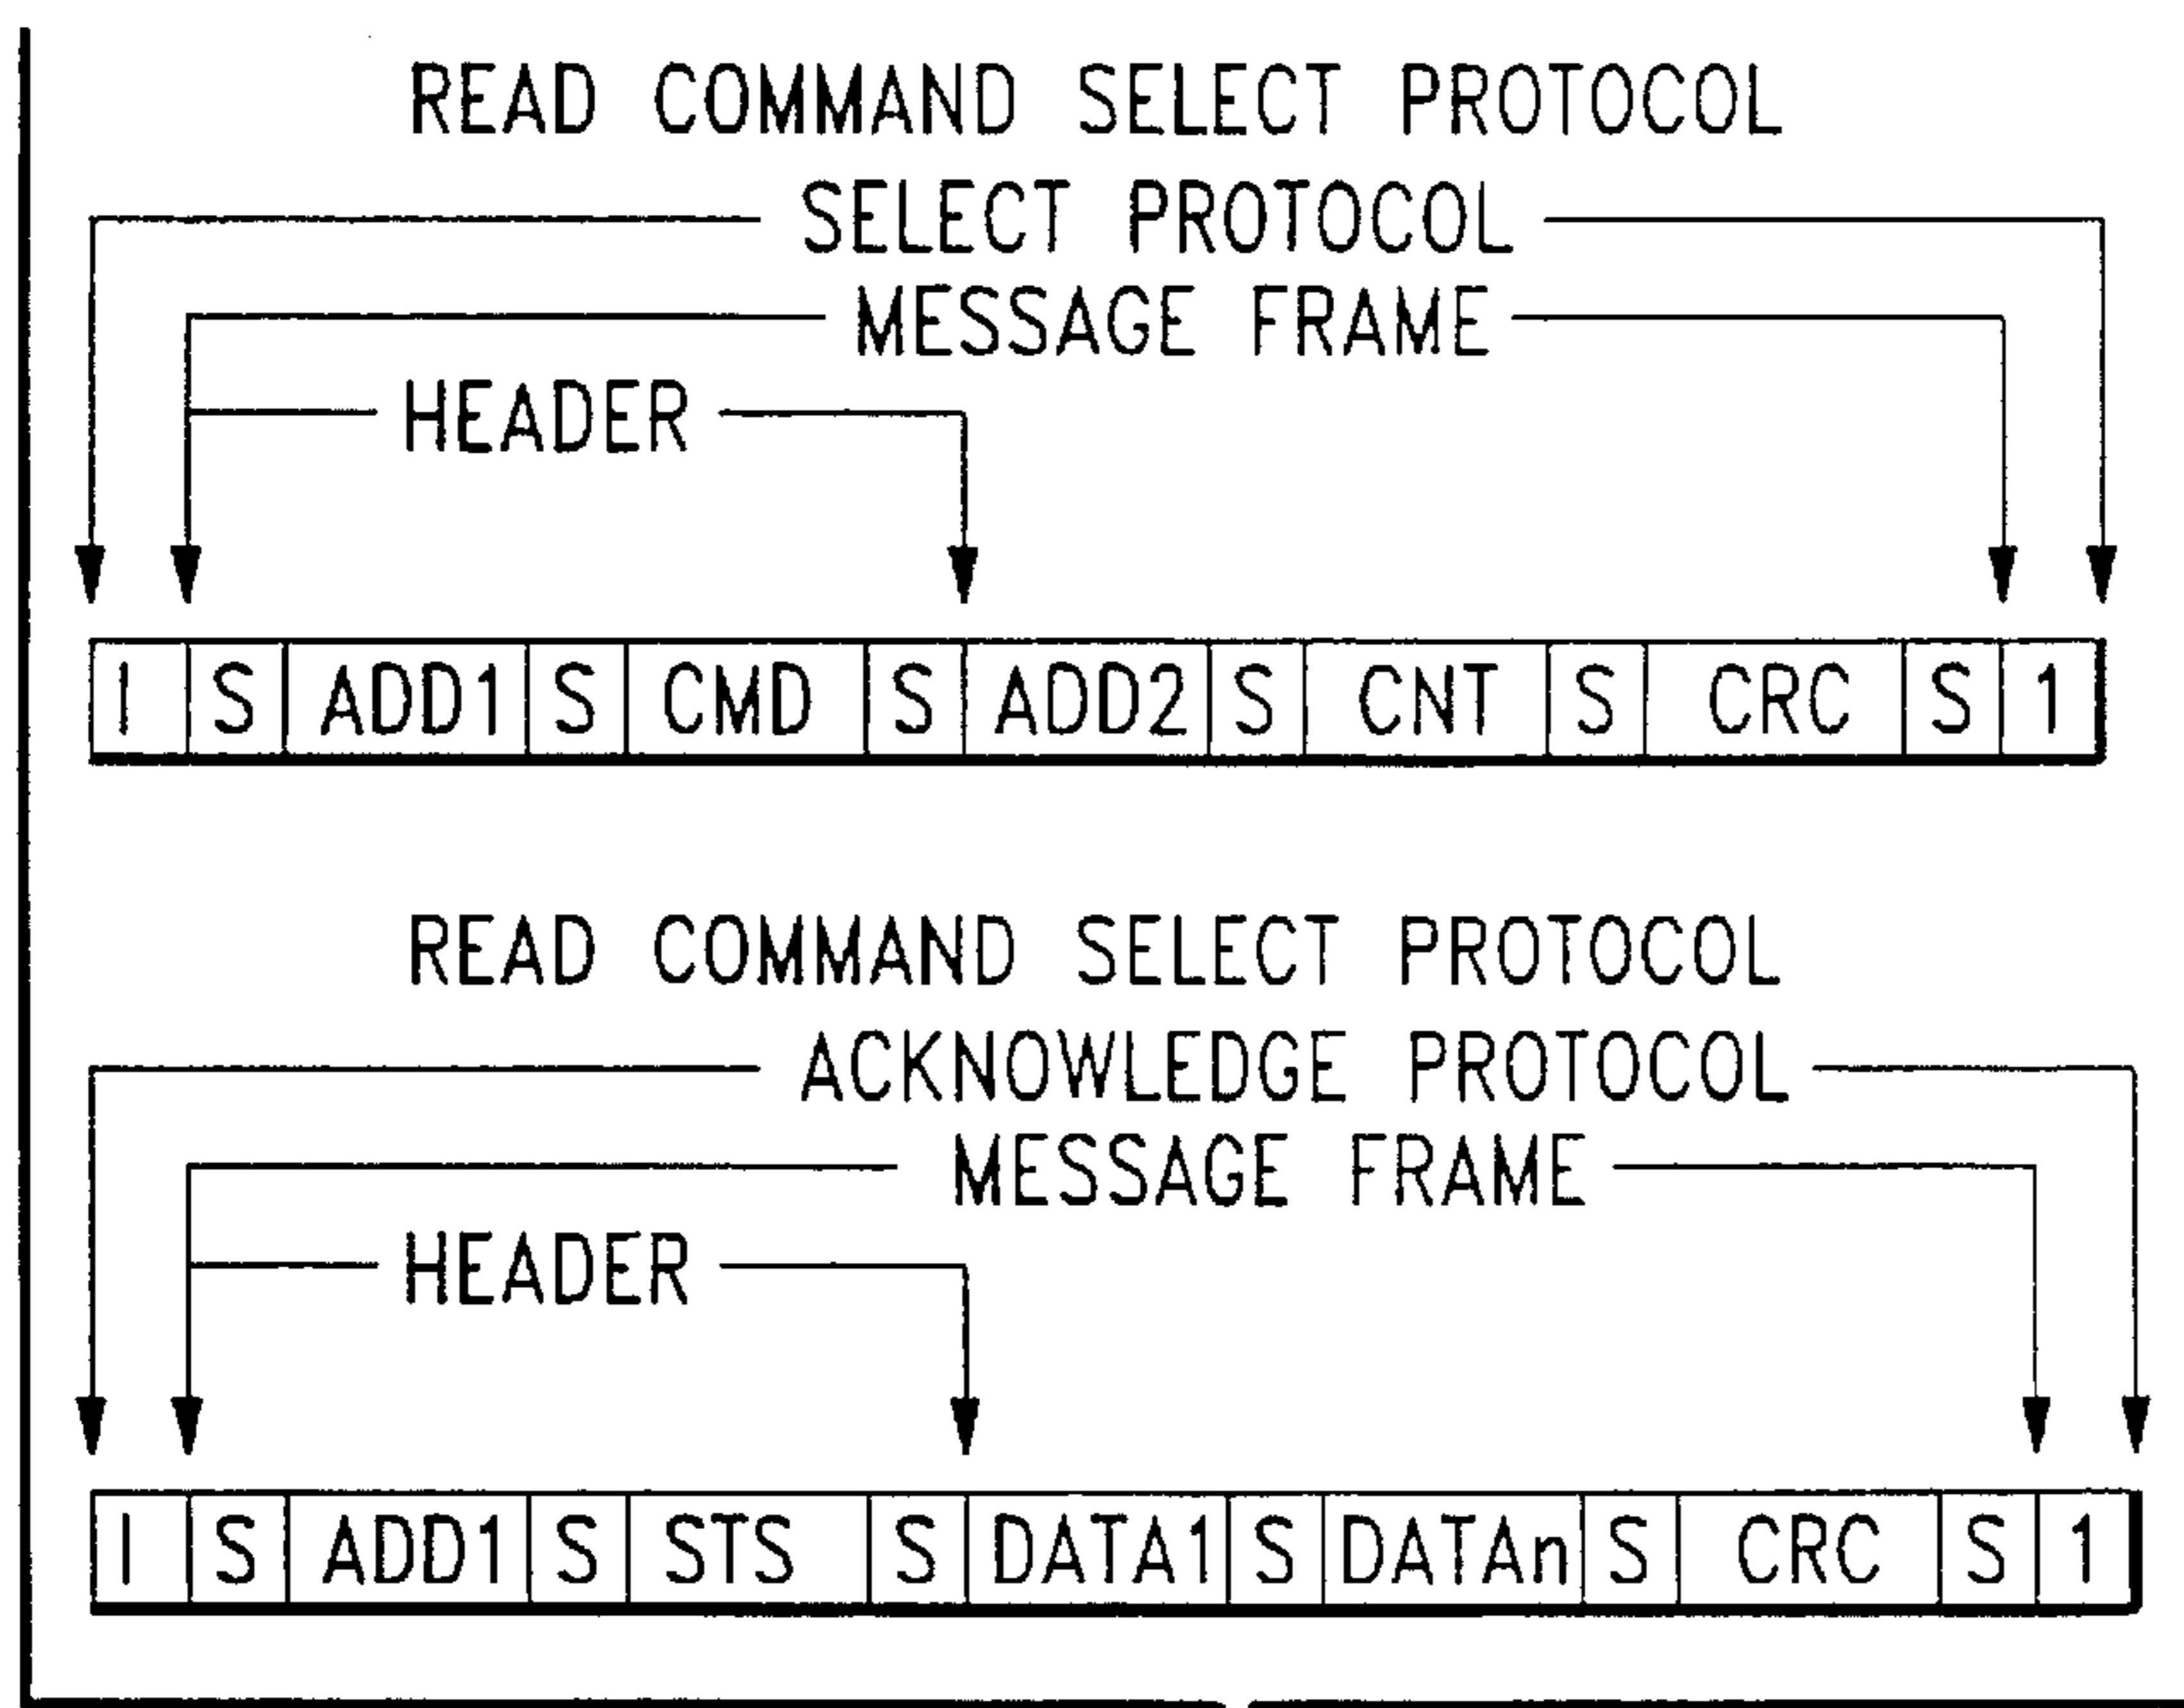 READ COMMAND SELECT PROTOCOL
SELECT PROTOCOL
MESSAGE FRAME
HEADER
I S ADD1 S CMD S ADD2 S CNT S CRC S 1
READ COMMAND SELECT PROTOCOL
ACKNOWLEDGE PROTOCOL
MESSAGE FRAME
HEADER
I S ADD1 S STS S DATA1 S DATAn S CRC S 1